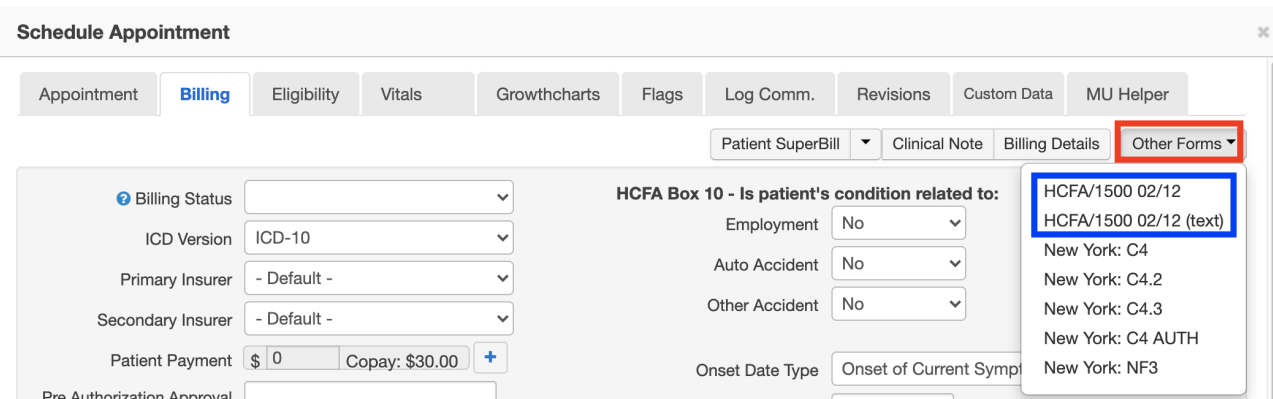 Schedule Appointment ×
Appointment Billing Eligibility Vitals Growthcharts Flags Log Comm. Revisions Custom Data MU Helper
Patient SuperBill Clinical Note Billing Details Other Forms
HCFA/1500 02/12
HCFA/1500 02/12 (text)
New York: C4
New York: C4.2
New York: C4.3
New York: C4 AUTH
New York: NF3
? Billing Status
ICD Version ICD-10
Primary Insurer - Default -
Secondary Insurer - Default -
Patient Payment $ 0 Copay: $30.00 +
Pre Authorization Approval
HCFA Box 10 - Is patient's condition related to:
Employment No
Auto Accident No
Other Accident No
Onset Date Type Onset of Current Sympt